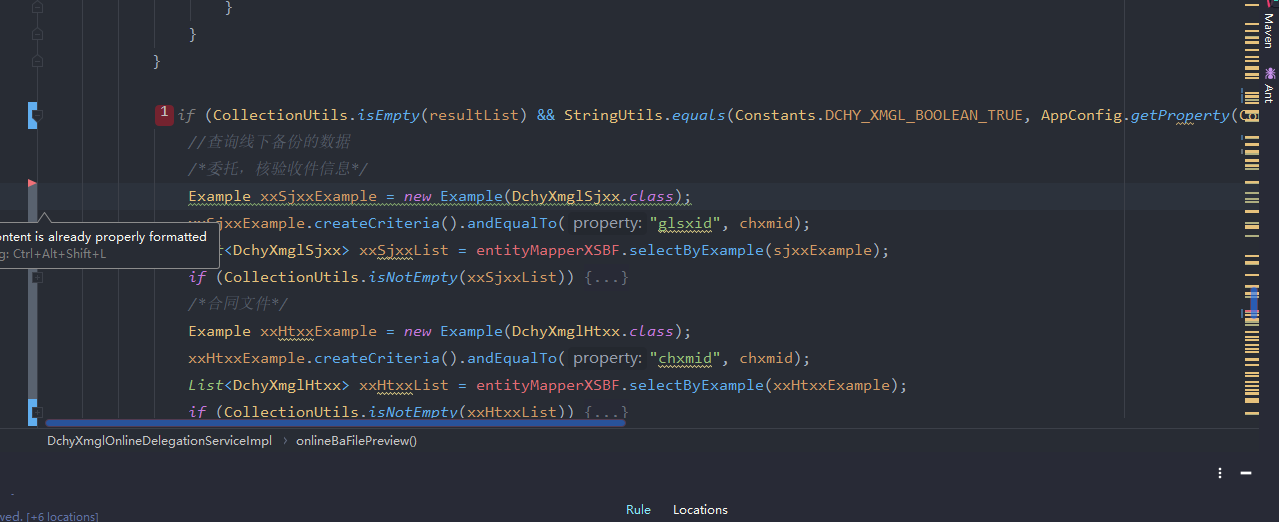 }
}
}
1 if (CollectionUtils.isEmpty(resultList) && StringUtils.equals(Constants.DCHY_XMGL_BOOLEAN_TRUE, AppConfig.getProperty(Co
//查询线下备份的数据
/*委托，核验收件信息*/
Example xxSjxxExample = new Example(DchyXmglSjxx.class);
xxSjxxExample.createCriteria().andEqualTo( property: "glsxid", chxmid);
ontent is already properly formatted
<DchyXmglSjxx> xxSjxxList = entityMapperXSBF.selectByExample(sjxxExample);
g: Ctrl+Alt+Shift+L
if (CollectionUtils.isNotEmpty(xxSjxxList)) {...}
/*合同文件*/
Example xxHtxxExample = new Example(DchyXmglHtxx.class);
xxHtxxExample.createCriteria().andEqualTo( property: "chxmid", chxmid);
List<DchyXmglHtxx> xxHtxxList = entityMapperXSBF.selectByExample(xxHtxxExample);
if (CollectionUtils.isNotEmpty(xxHtxxList)) {...}
DchyXmglOnlineDelegationServiceImpl › onlineBaFilePreview()
wed. [+6 locations]
Rule Locations
Maven
Ant